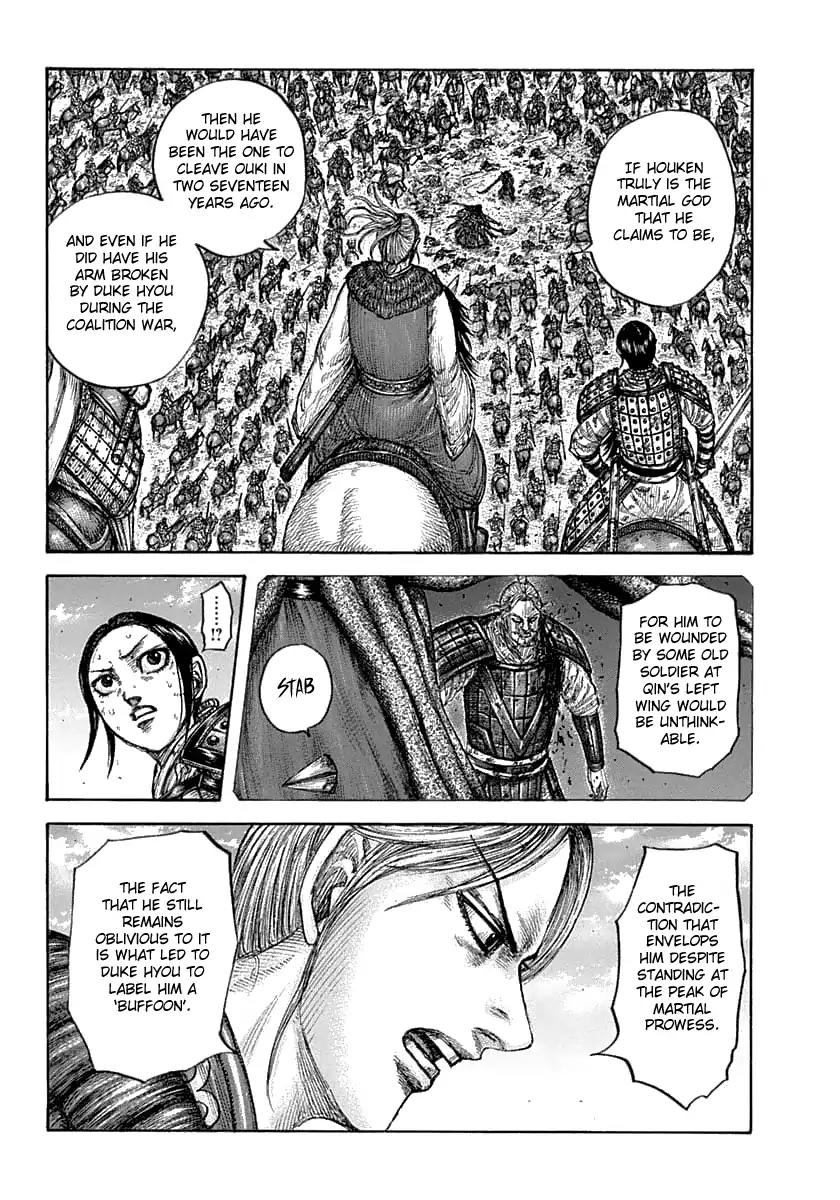 IF HOUKEN
TRULY IS THE
MARTIAL GOD
THAT HE
CLAIMS TO BE,
THEN HE
WOULD HAVE
BEEN THE ONE TO
CLEAVE OUKI IN
TWO SEVENTEEN
YEARS AGO.
AND EVEN IF HE
DID HAVE HIS
ARM BROKEN
BY DUKE HYOU
DURING THE
COALITION WAR,
FOR HIM TO
BE WOUNDED
BY SOME OLD
SOLDIER AT
QIN'S LEFT
WING WOULD
BE UNTHINK-
ABLE.
STAB
......!?
THE
CONTRADIC-
TION THAT
ENVELOPS
HIM DESPITE
STANDING AT
THE PEAK OF
MARTIAL
PROWESS.
THE FACT
THAT HE STILL
REMAINS
OBLIVIOUS TO IT
IS WHAT LED TO
DUKE HYOU TO
LABEL HIM A
'BUFFOON'.